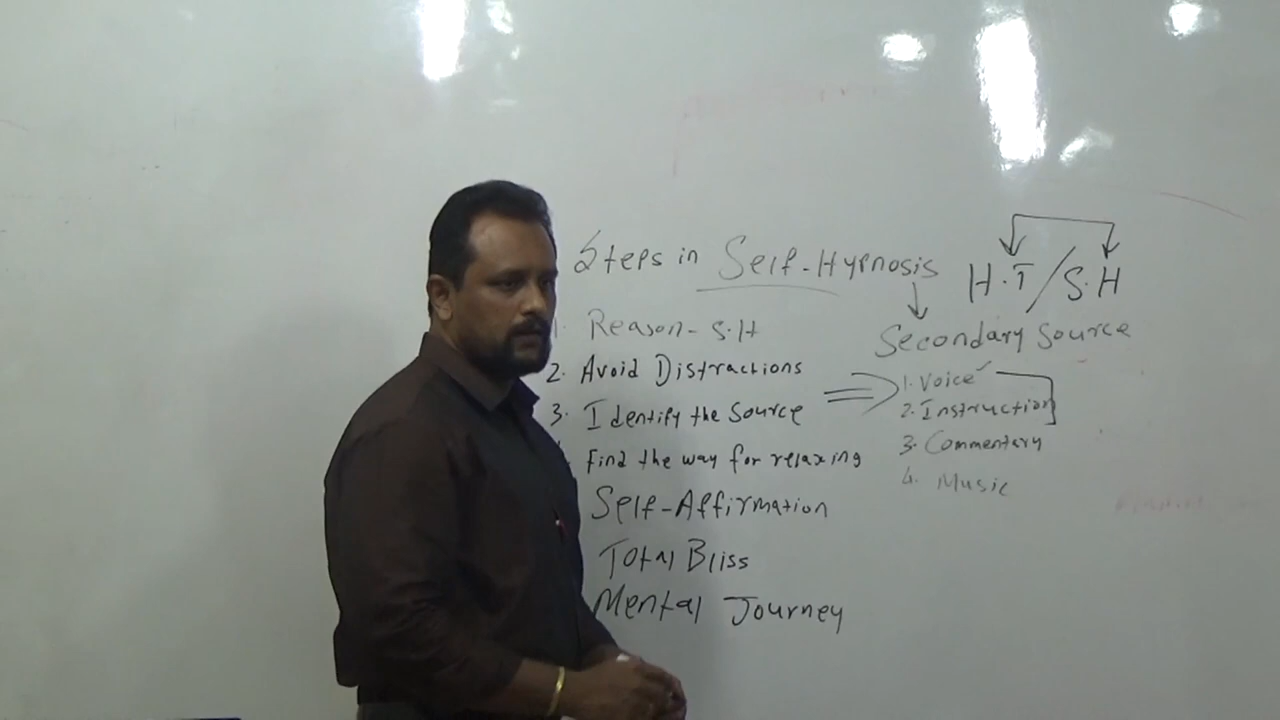 Steps in Self-Hypnosis
H.T/S.H
Secondary Source
1. Reason- S.H
2. Avoid Distractions
3. Identify the Source
Find the way for relaxing
Self-Affirmation
Total Bliss
Mental Journey
1. Voice
2. Instruction
3. Commentary
4. Music